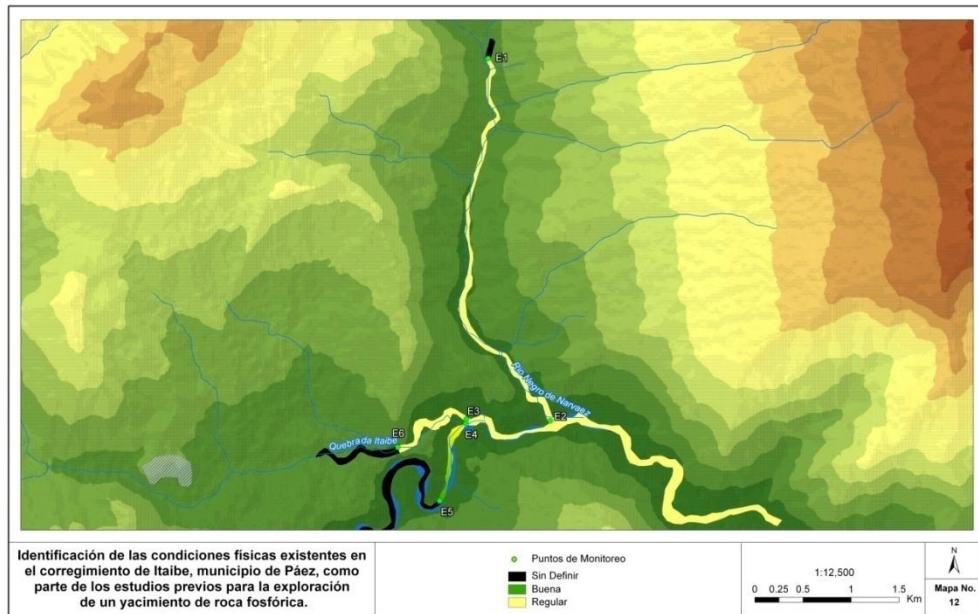 E1
Rio Negro de Narvaez
E2
E3
E4
Quebrada Itaibe
E6
E5
Identificación de las condiciones físicas existentes en
el corregimiento de Itaibe, municipio de Páez, como
parte de los estudios previos para la exploración
de un yacimiento de roca fosfórica.
Puntos de Monitoreo
Sin Definir
Buena
Regular
1:12,500
0 0.25 0.5 1 1.5
Km
N
Mapa No.
12